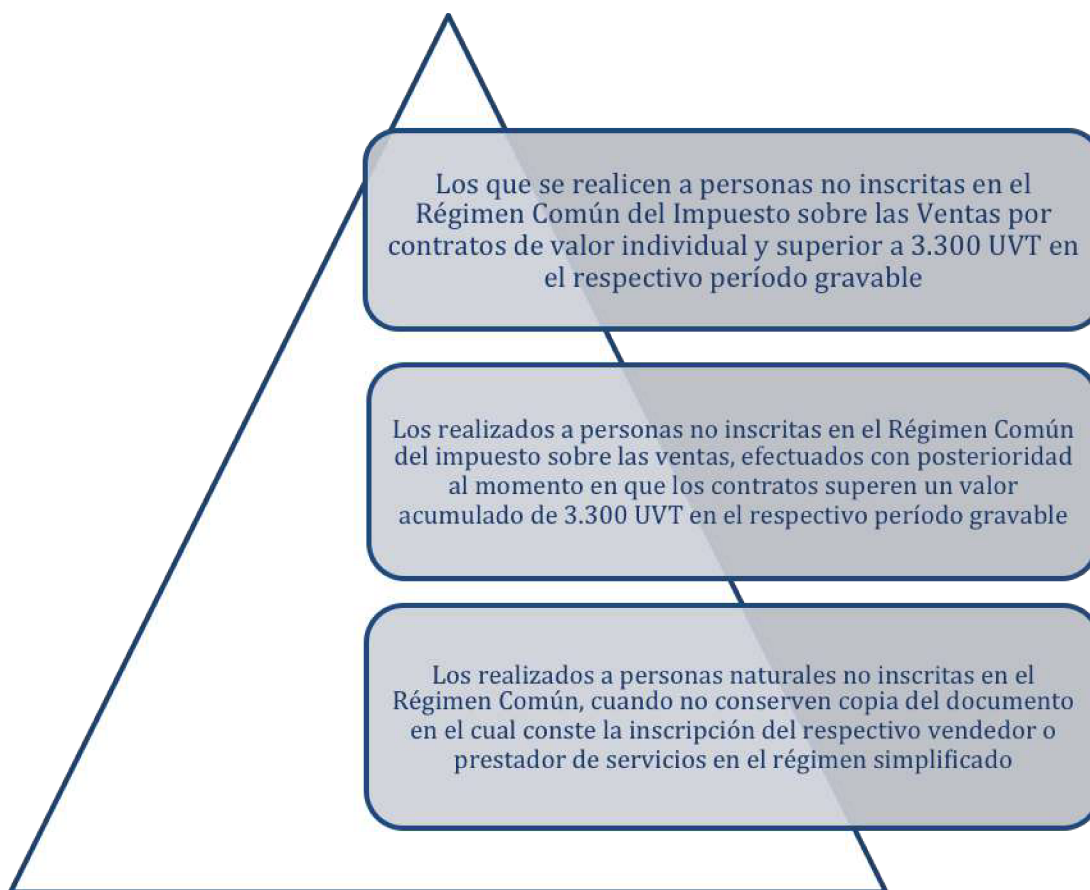 Los que se realicen a personas no inscritas en el
Régimen Común del Impuesto sobre las Ventas por
contratos de valor individual y superior a 3.300 UVT en
el respectivo período gravable
Los realizados a personas no inscritas en el Régimen Común
del impuesto sobre las ventas, efectuados con posterioridad
al momento en que los contratos superen un valor
acumulado de 3.300 UVT en el respectivo período gravable
Los realizados a personas naturales no inscritas en el
Régimen Común, cuando no conserven copia del documento
en el cual conste la inscripción del respectivo vendedor o
prestador de servicios en el régimen simplificado